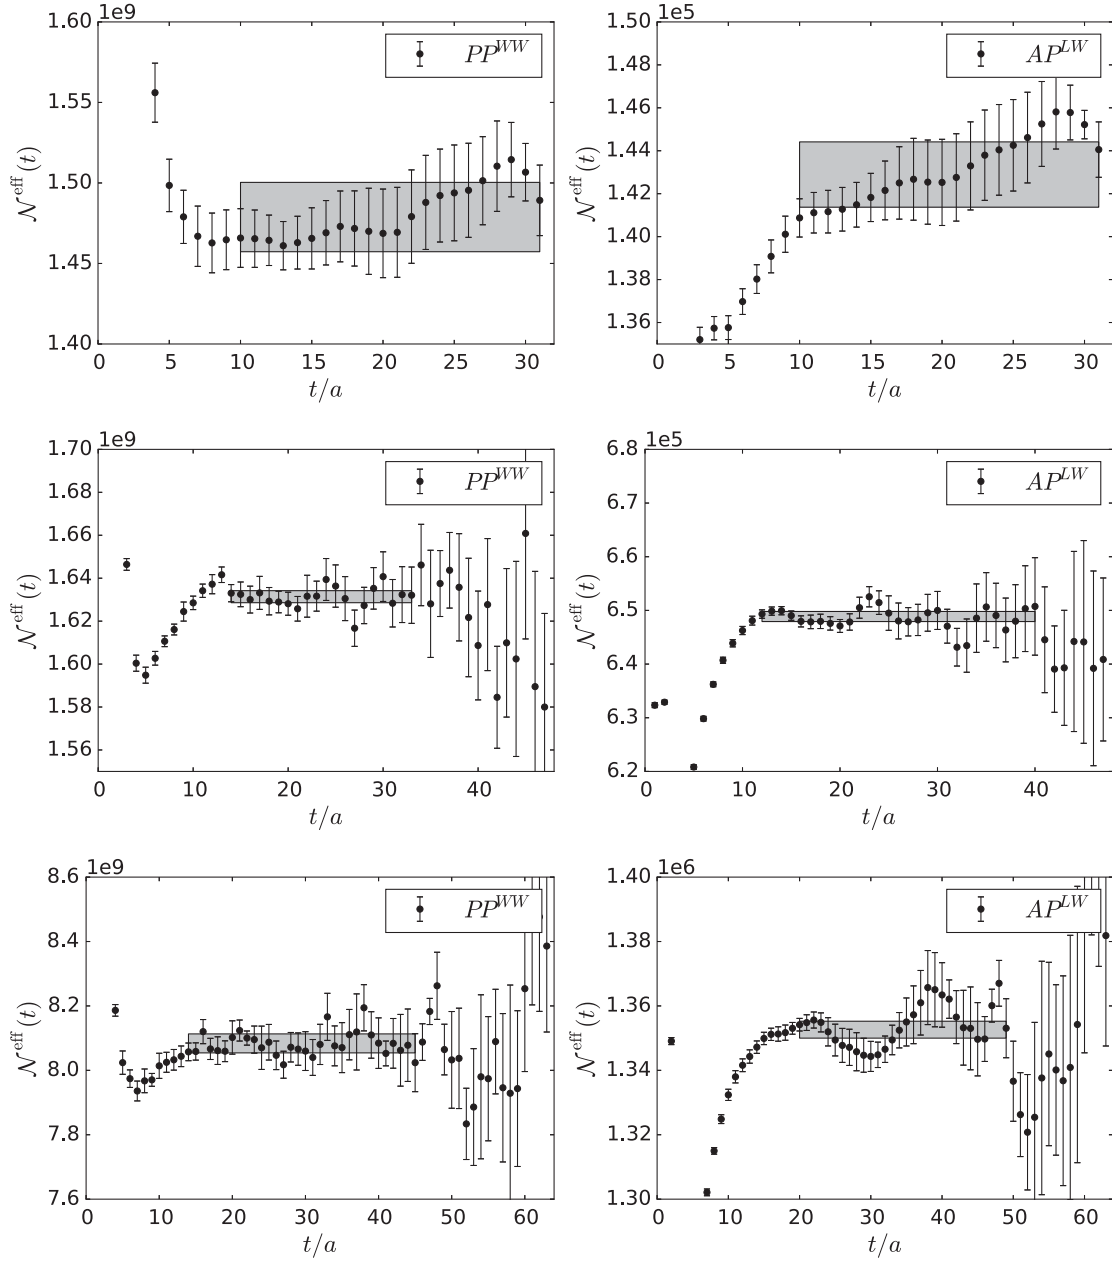 1e9
1.60
1.55
1.50
1.45
1.40
𝒩^eff(t)
PP^WW
0 5 10 15 20 25 30
t/a
1e5
1.50
1.48
1.46
1.44
1.42
1.40
1.38
1.36
𝒩^eff(t)
AP^LW
0 5 10 15 20 25 30
t/a
1e9
1.70
1.68
1.66
1.64
1.62
1.60
1.58
1.56
𝒩^eff(t)
PP^WW
0 10 20 30 40
t/a
1e5
6.8
6.7
6.6
6.5
6.4
6.3
6.2
𝒩^eff(t)
AP^LW
0 10 20 30 40
t/a
1e9
8.6
8.4
8.2
8.0
7.8
7.6
𝒩^eff(t)
PP^WW
0 10 20 30 40 50 60
t/a
1e6
1.40
1.38
1.36
1.34
1.32
1.30
𝒩^eff(t)
AP^LW
0 10 20 30 40 50 60
t/a